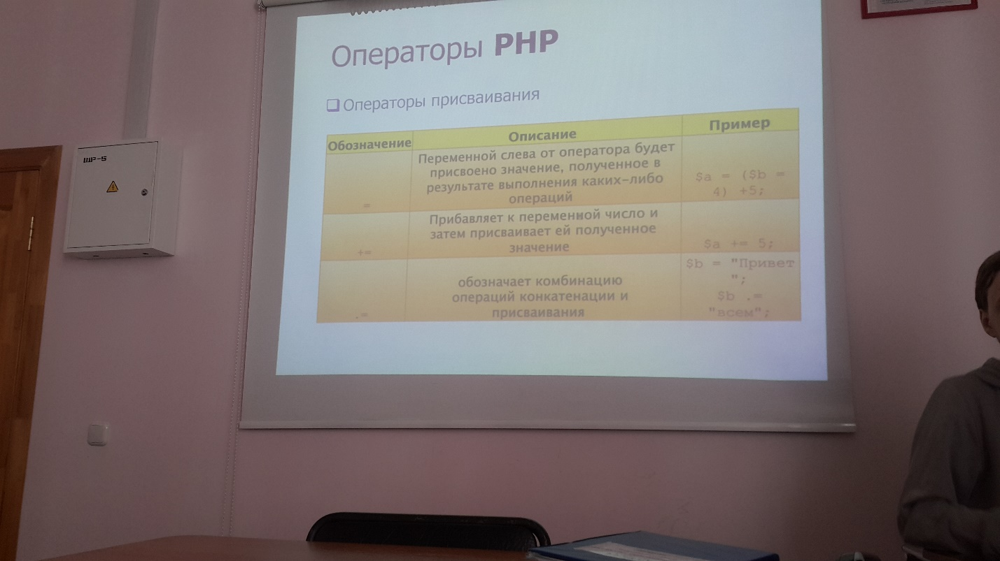 Операторы PHP
Операторы присваивания
Обозначение Описание Пример
Переменной слева от оператора будет
присвоено значение, полученное в
результате выполнения каких-либо
операций
=
$a = ($b =
4) +5;
Прибавляет к переменной число и
затем присваивает ей полученное
значение
+=
$a += 5;
обозначает комбинацию
операций конкатенации и
присваивания
.=
$b = "Привет
";
$b .=
"всем";
ШР-5